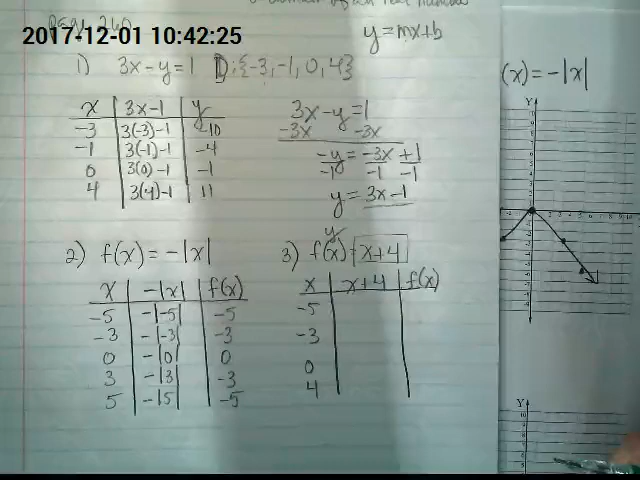 2017-12-01 10:42:25
y=mx+b
1) 3x-y=1 D:{-3,-1,0,4}
x | 3x-1 | y
-3 | 3(-3)-1 | -10
-1 | 3(-1)-1 | -4
0 | 3(0)-1 | -1
4 | 3(4)-1 | 11
3x-y=1
-3x -3x
-y = -3x +1
-1 -1 -1
y = 3x-1
(x)=-|x|
Y
2) f(x)=-|x|
x | -|x| | f(x)
-5 | -|-5| | -5
-3 | -|-3| | -3
0 | -|0| | 0
3 | -|3| | -3
5 | -|5| | -5
y
3) f(x)=x+4
x | x+4 | f(x)
-5
-3
0
4
Y